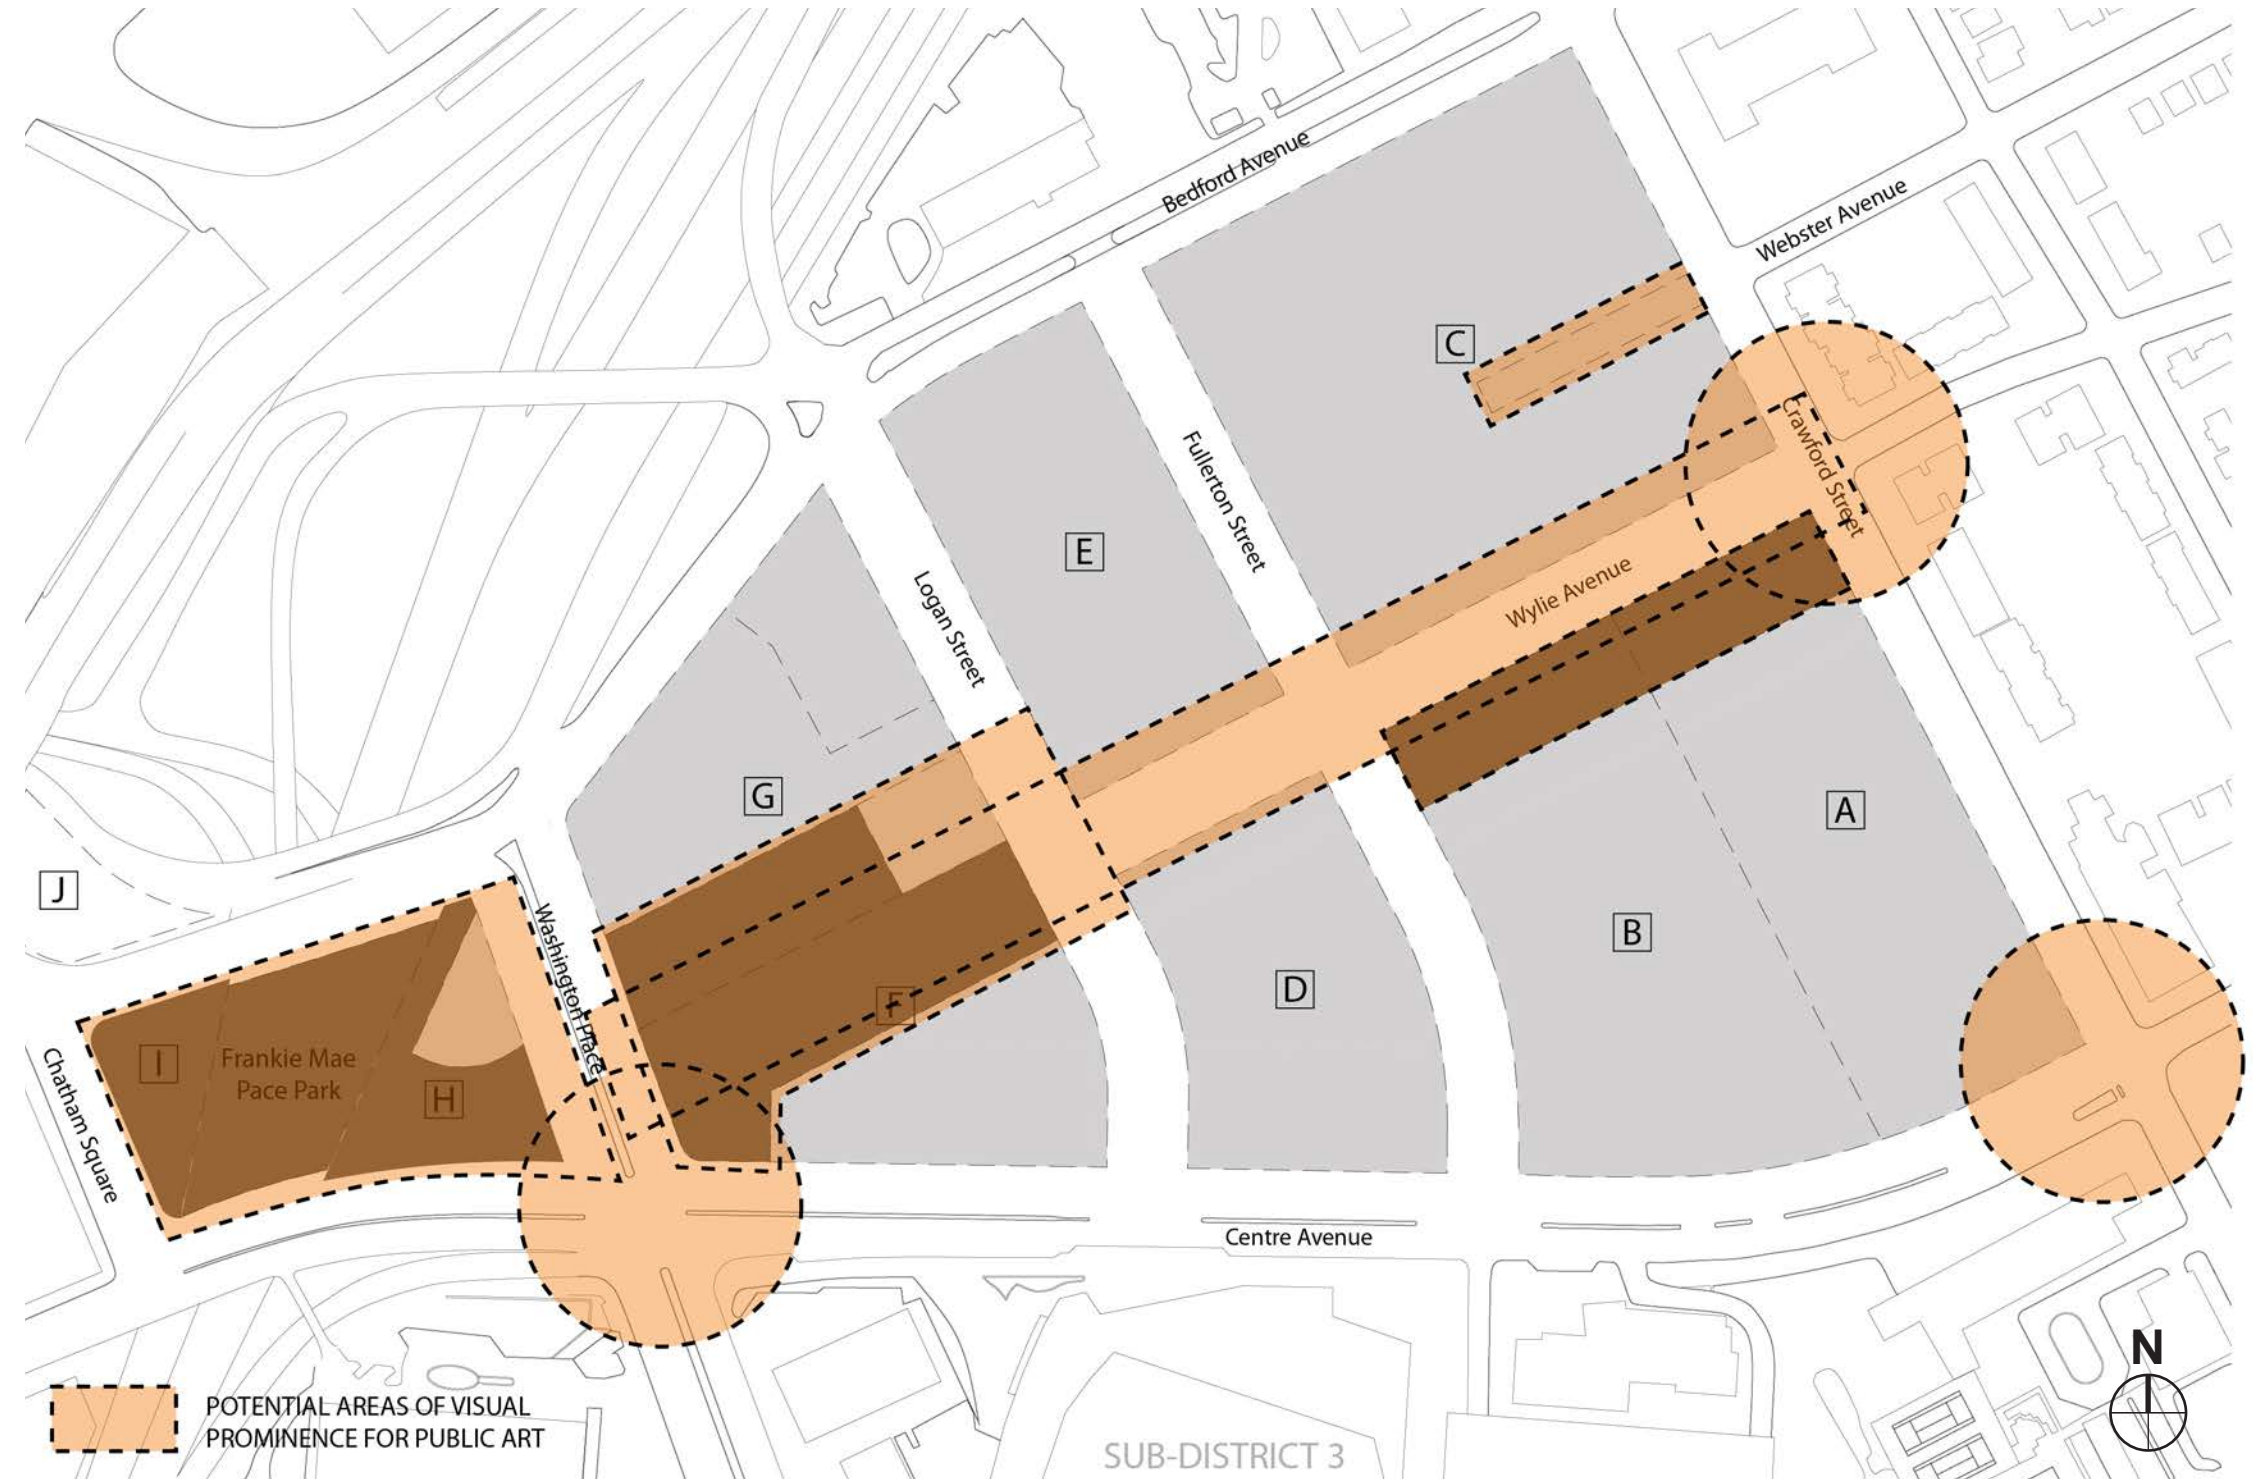 Bedford Avenue
Webster Avenue
C
Crawford Street
Fullerton Street
E
Wylie Avenue
Logan Street
G
A
J
B
Washington Place
D
F
I
Frankie Mae
Pace Park
H
Chatham Square
Centre Avenue
N
POTENTIAL AREAS OF VISUAL
PROMINENCE FOR PUBLIC ART
SUB-DISTRICT 3